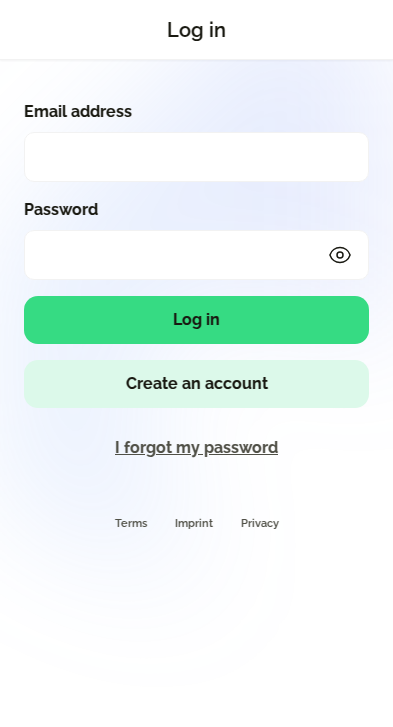 Log in
Email address
Password
Log in
Create an account
I forgot my password
Terms Imprint Privacy